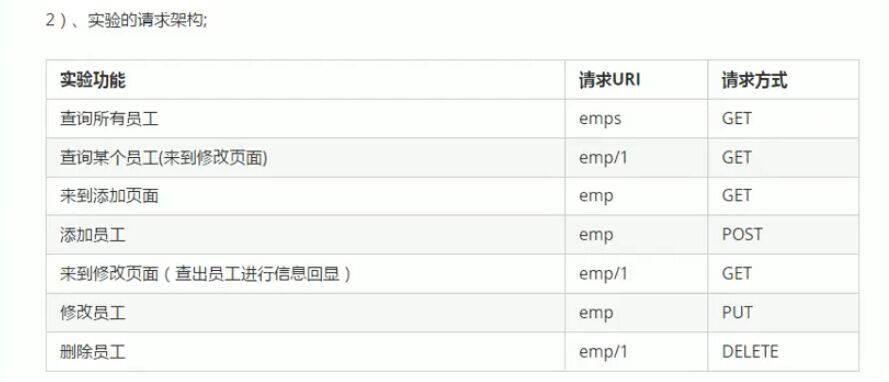 2）、实验的请求架构;
实验功能 请求URI 请求方式
查询所有员工 emps GET
查询某个员工(来到修改页面) emp/1 GET
来到添加页面 emp GET
添加员工 emp POST
来到修改页面（查出员工进行信息回显） emp/1 GET
修改员工 emp PUT
删除员工 emp/1 DELETE